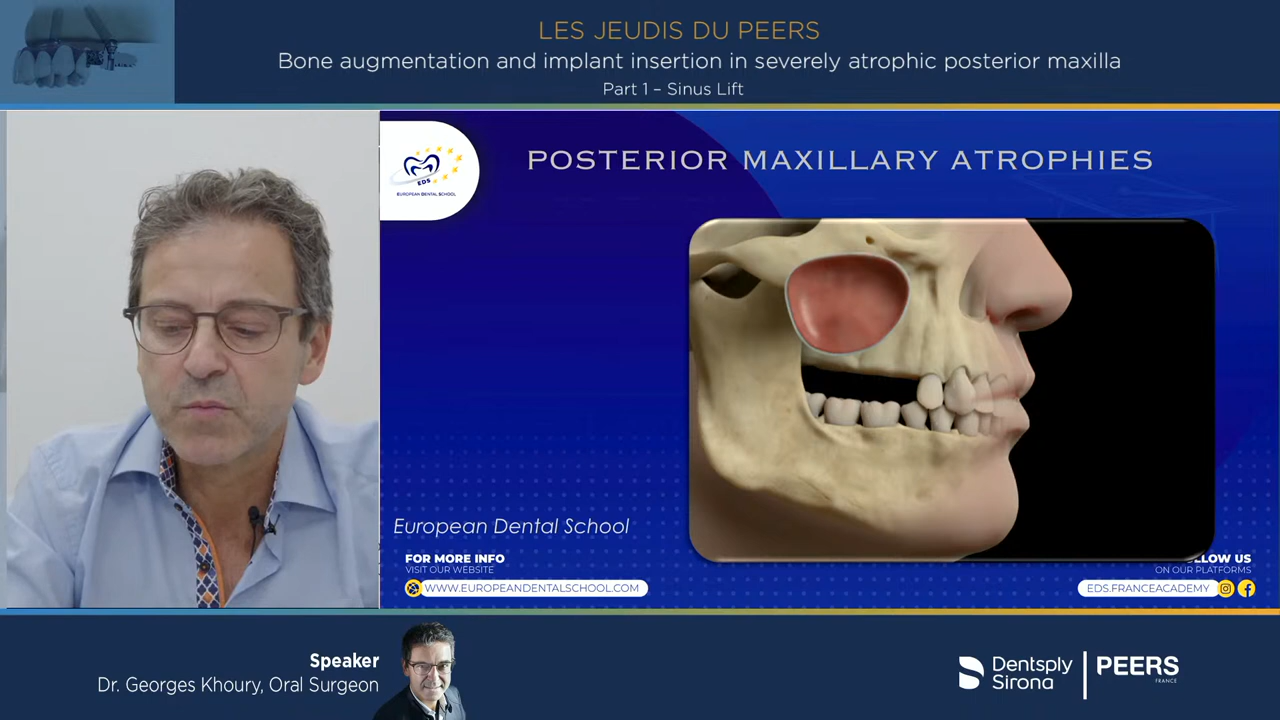 LES JEUDIS DU PEERS
Bone augmentation and implant insertion in severely atrophic posterior maxilla
Part 1 – Sinus Lift
EDS
EUROPEAN DENTAL SCHOOL
POSTERIOR MAXILLARY ATROPHIES
European Dental School
FOR MORE INFO
VISIT OUR WEBSITE
WWW.EUROPEANDENTALSCHOOL.COM
LLOW US
ON OUR PLATFORMS
EDS.FRANCEACADEMY
Speaker
Dr. Georges Khoury, Oral Surgeon
Dentsply
Sirona
PEERS
FRANCE